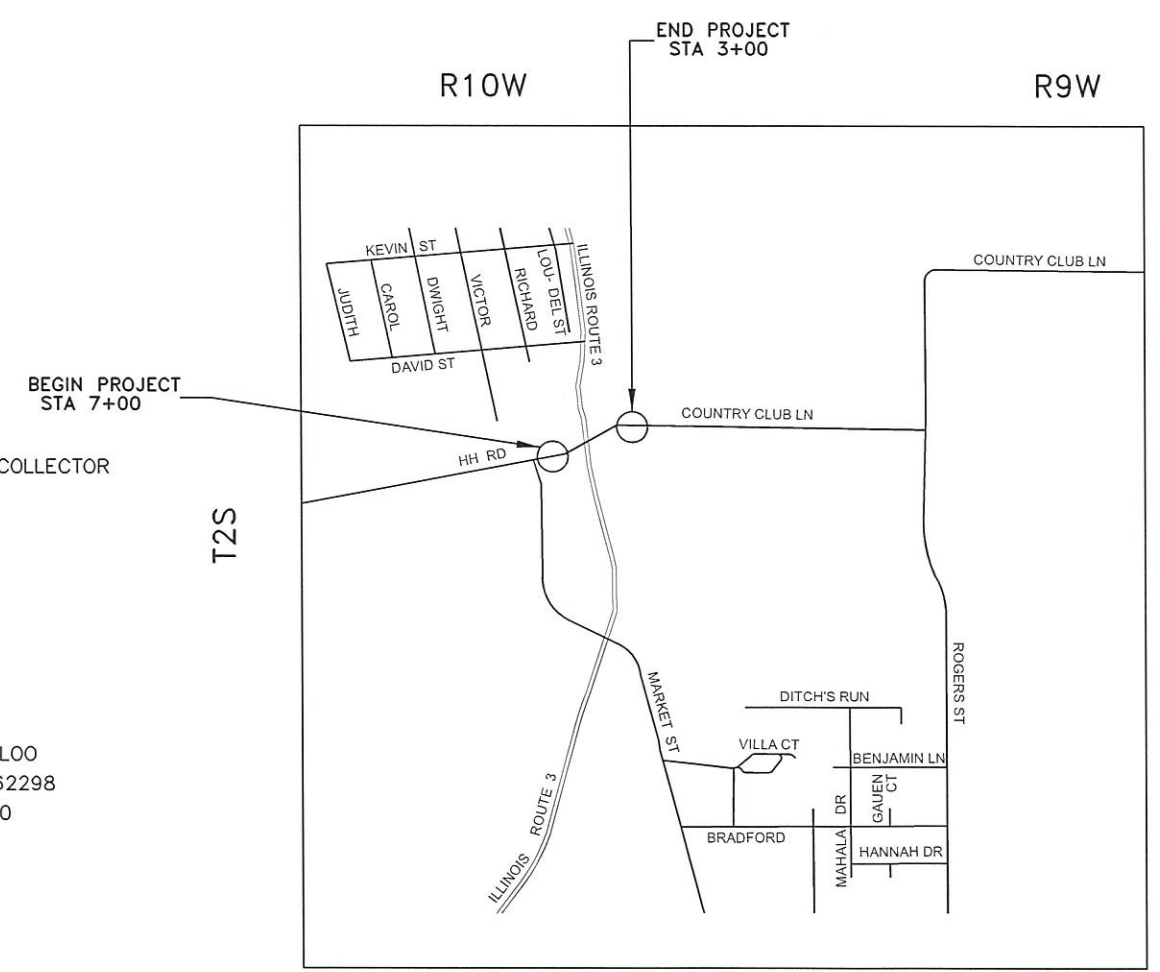 END PROJECT
STA 3+00
R10W
R9W
KEVIN ST
COUNTRY CLUB LN
JUDITH
CAROL
DWIGHT
VICTOR
RICHARD
LOU- DEL ST
ILLINOIS ROUTE 3
DAVID ST
BEGIN PROJECT
STA 7+00
COUNTRY CLUB LN
HH RD
COLLECTOR
T2S
ROGERS ST
MARKET ST
DITCH'S RUN
VILLA CT
LOO
62298
0
BENJAMIN LN
GAUEN CT
MAHALA DR
BRADFORD
HANNAH DR
ILLINOIS ROUTE 3